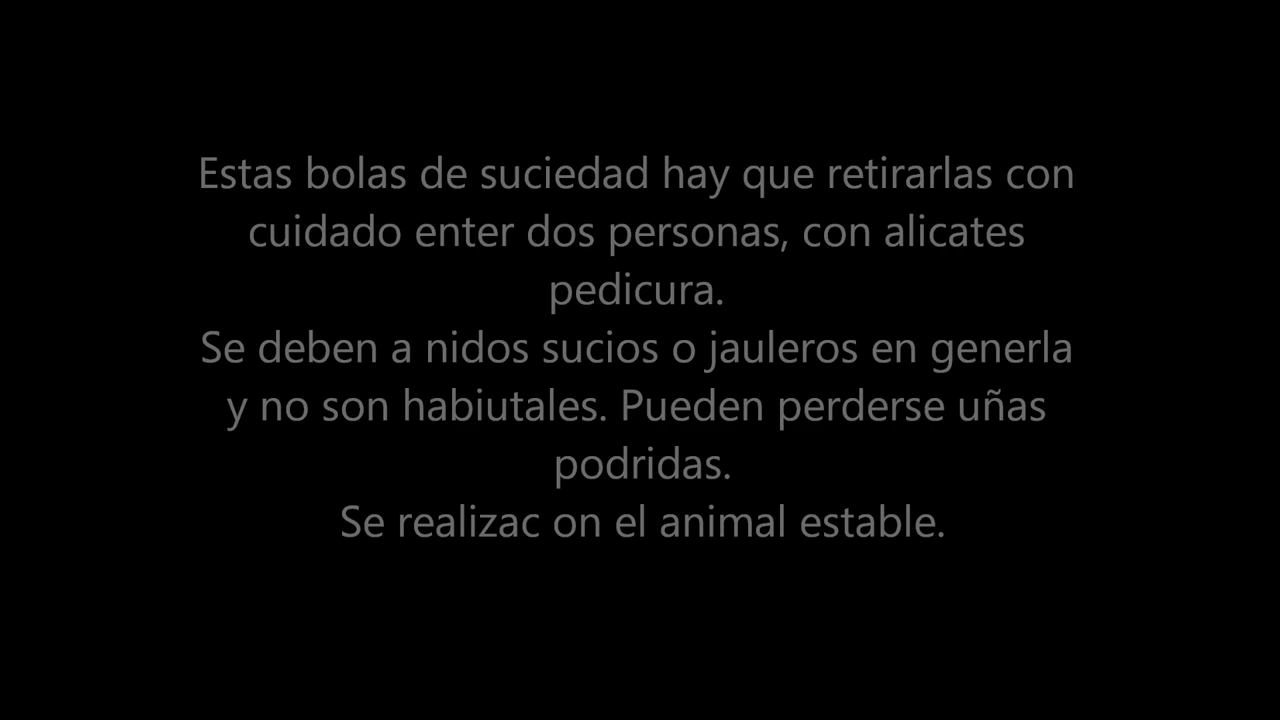 Estas bolas de suciedad hay que retirarlas con
cuidado enter dos personas, con alicates
pedicura.
Se deben a nidos sucios o jauleros en generla
y no son habiutales. Pueden perderse uñas
podridas.
Se realizac on el animal estable.